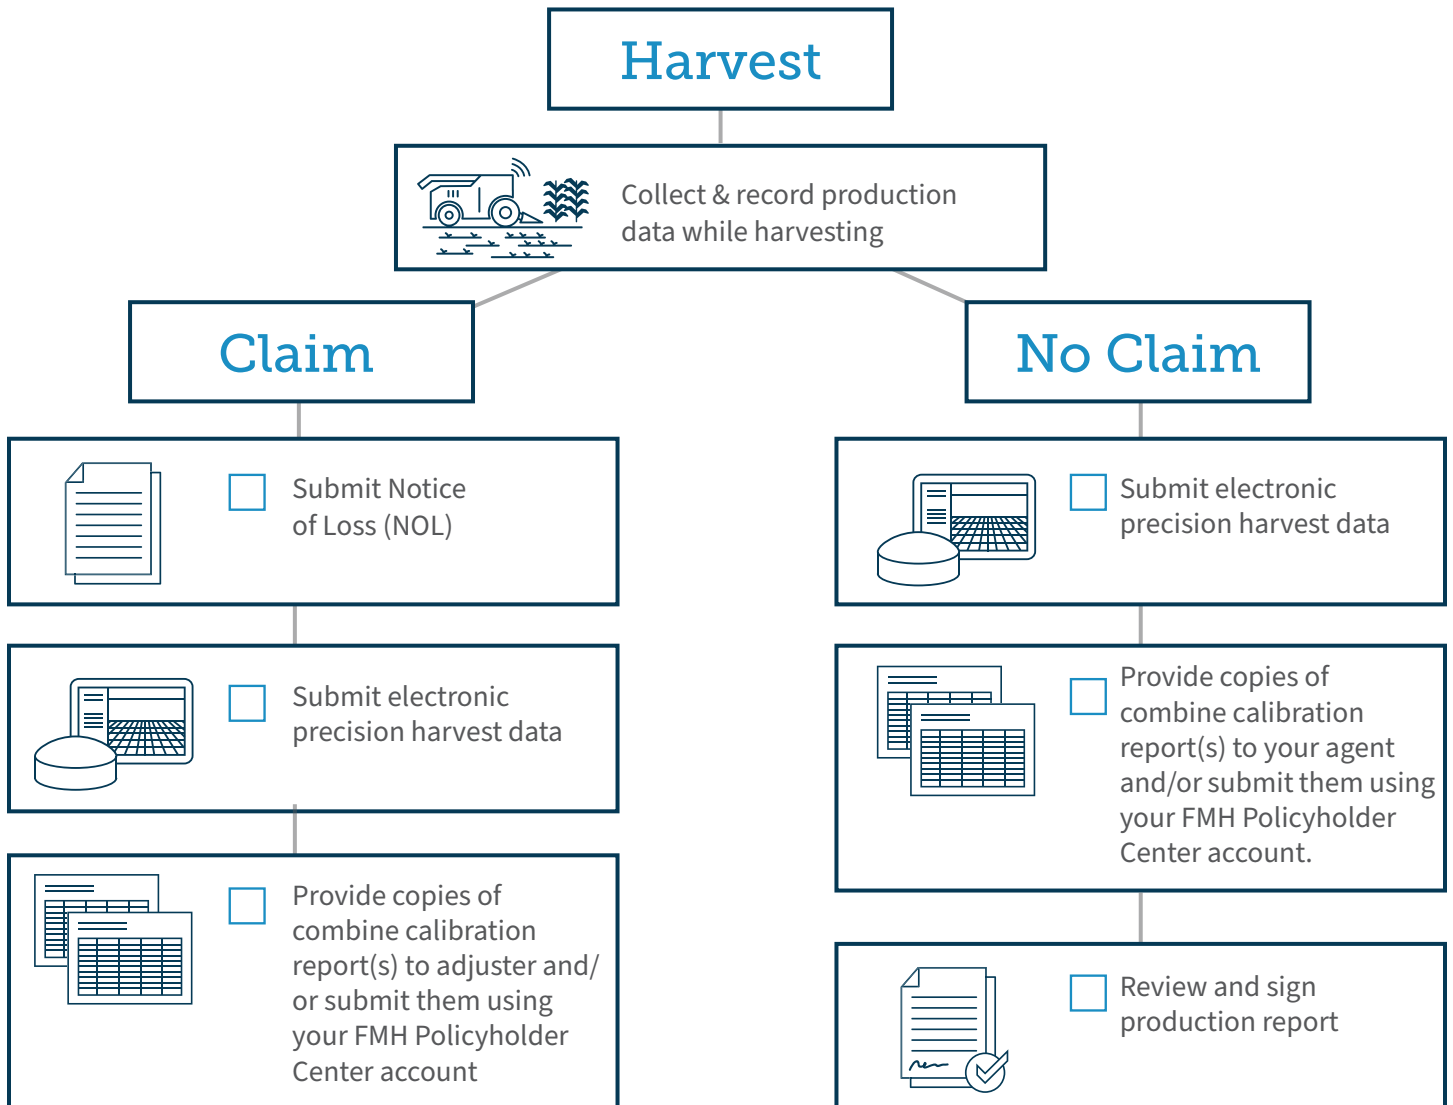 Harvest
Collect & record production
data while harvesting
Claim
Submit Notice
of Loss (NOL)
Submit electronic
precision harvest data
Provide copies of
combine calibration
report(s) to adjuster and/
or submit them using
your FMH Policyholder
Center account
No Claim
Submit electronic
precision harvest data
Provide copies of
combine calibration
report(s) to your agent
and/or submit them using
your FMH Policyholder
Center account.
Review and sign
production report